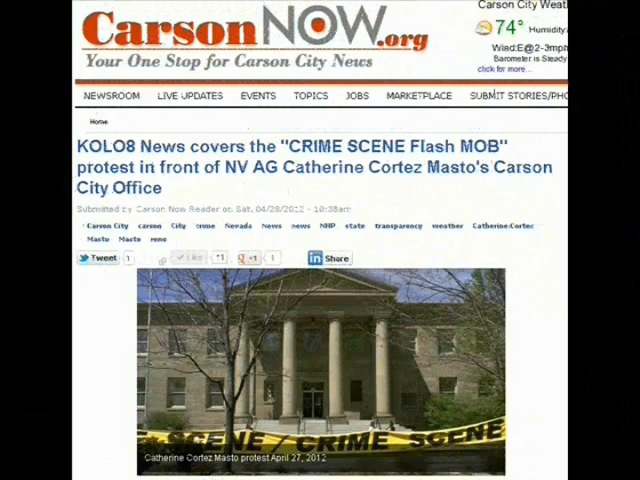 CarsonNOW.org
Your One Stop for Carson City News
Carson City Weat
74° Humidity
Wind:E@2-3mph
Barometer is Steady
click for more...
NEWSROOM LIVE UPDATES EVENTS TOPICS JOBS MARKETPLACE SUBMIT STORIES/PHO
Home
KOLO8 News covers the "CRIME SCENE Flash MOB"
protest in front of NV AG Catherine Cortez Masto's Carson
City Office
Submitted by Carson Now Reader on Sat, 04/28/2012 - 10:38am
Carson City carson City crime Nevada News news NHP state transparency weather Catherine Cortez
Masto Masto reno
Tweet 1 Like +1 +1 1 Share
SCENE / CRIME SCENE
Catherine Cortez Masto protest April 27, 2012